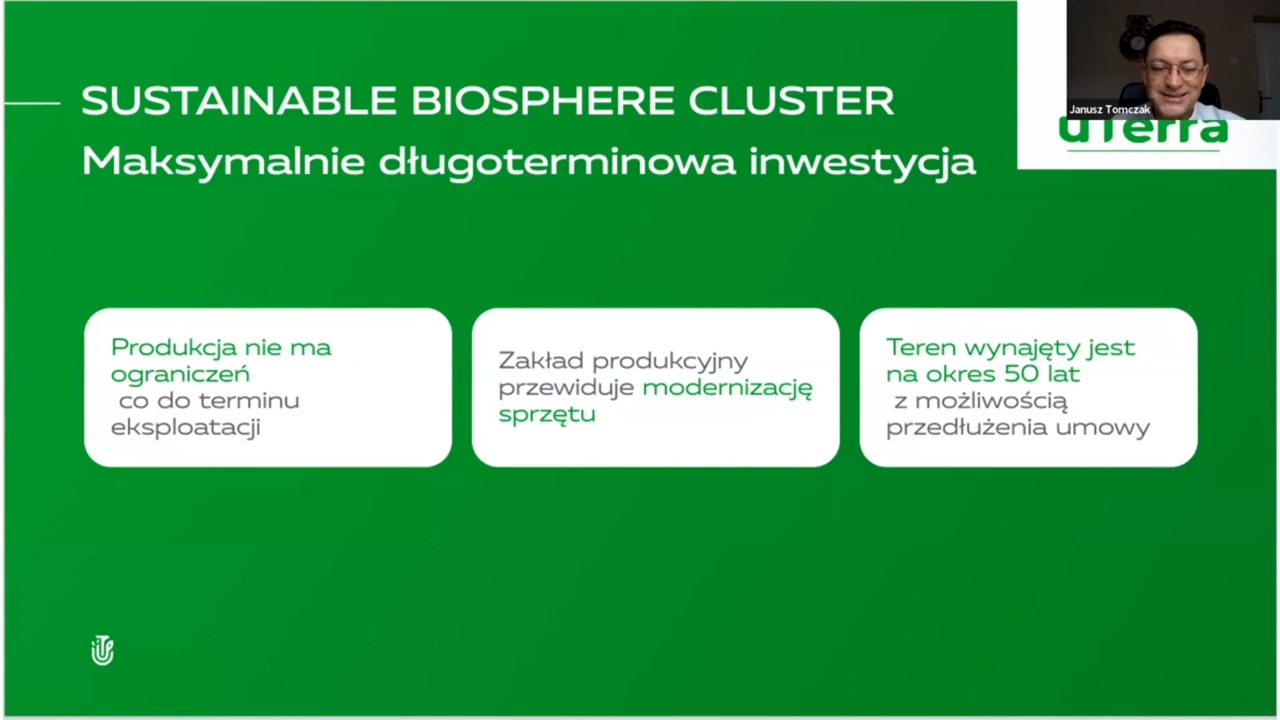 SUSTAINABLE BIOSPHERE CLUSTER
Maksymalnie długoterminowa inwestycja
Janusz Tomczak
uTerra
Produkcja nie ma
ograniczeń
co do terminu
eksploatacji
Zakład produkcyjny
przewiduje modernizację
sprzętu
Teren wynajęty jest
na okres 50 lat
z możliwością
przedłużenia umowy